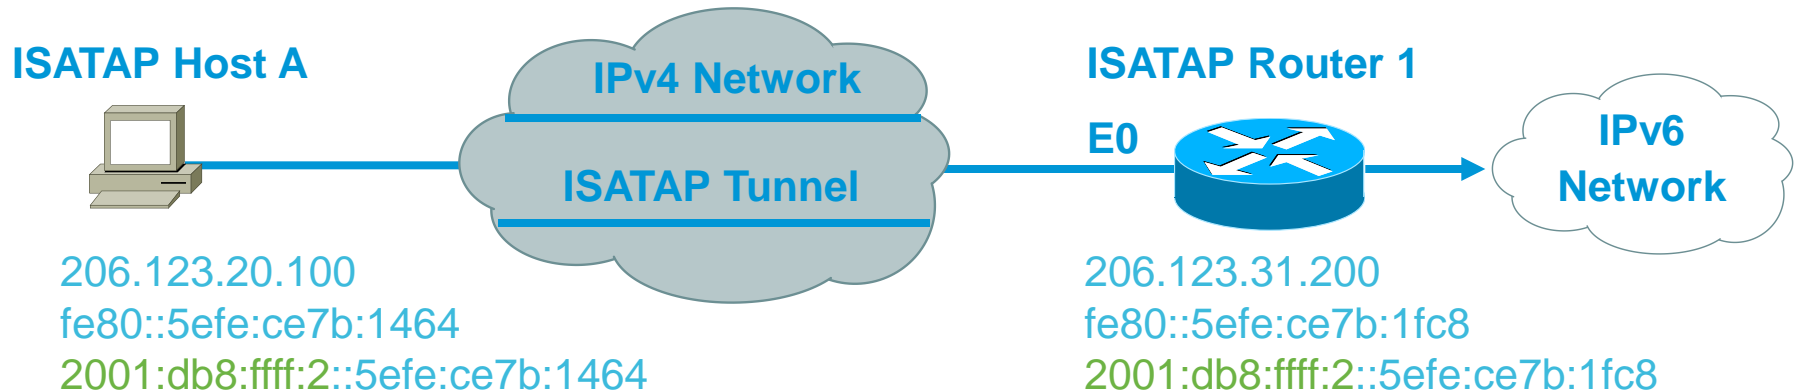 ISATAP Host A
IPv4 Network
ISATAP Tunnel
ISATAP Router 1
E0
IPv6
Network
206.123.20.100
fe80::5efe:ce7b:1464
2001:db8:ffff:2::5efe:ce7b:1464
206.123.31.200
fe80::5efe:ce7b:1fc8
2001:db8:ffff:2::5efe:ce7b:1fc8